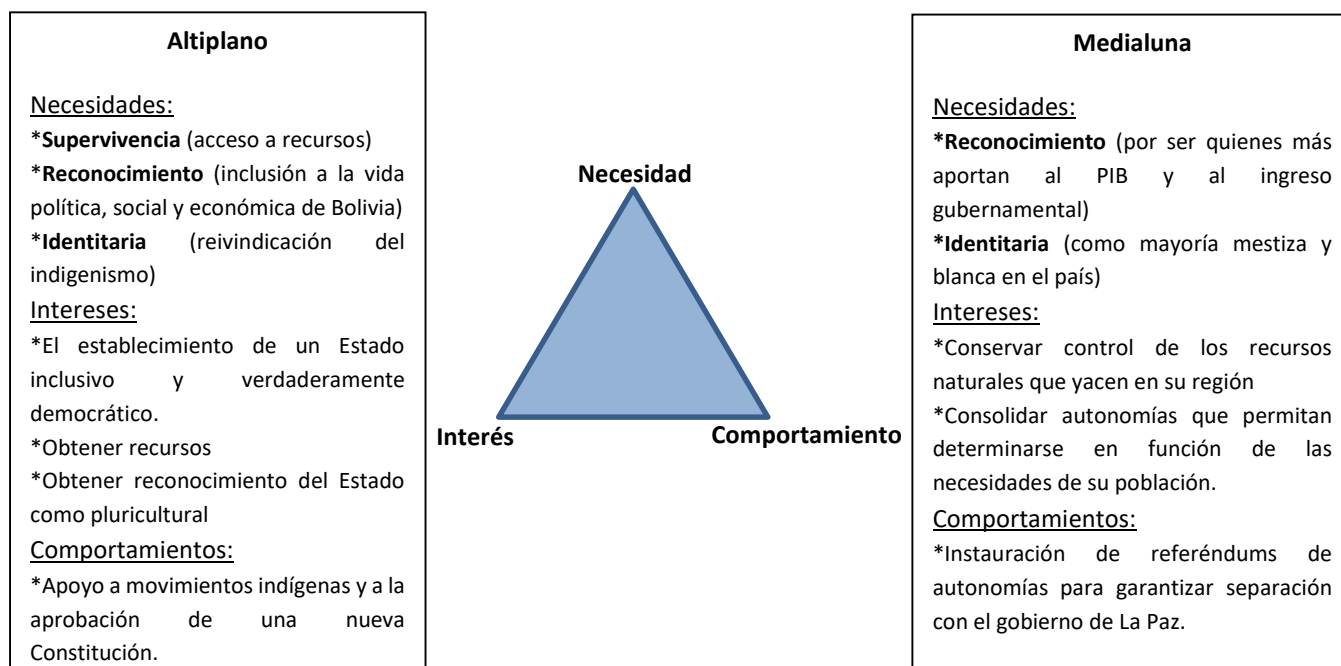 Altiplano
Necesidades:
*Supervivencia (acceso a recursos)
*Reconocimiento (inclusión a la vida
política, social y económica de Bolivia)
*Identitaria (reivindicación del
indigenismo)
Intereses:
*El establecimiento de un Estado
inclusivo y verdaderamente
democrático.
*Obtener recursos
*Obtener reconocimiento del Estado
como pluricultural
Comportamientos:
*Apoyo a movimientos indígenas y a la
aprobación de una nueva
Constitución.
Necesidad
Interés
Comportamiento
Medialuna
Necesidades:
*Reconocimiento (por ser quienes más
aportan al PIB y al ingreso
gubernamental)
*Identitaria (como mayoría mestiza y
blanca en el país)
Intereses:
*Conservar control de los recursos
naturales que yacen en su región
*Consolidar autonomías que permitan
determinarse en función de las
necesidades de su población.
Comportamientos:
*Instauración de referéndums de
autonomías para garantizar separación
con el gobierno de La Paz.